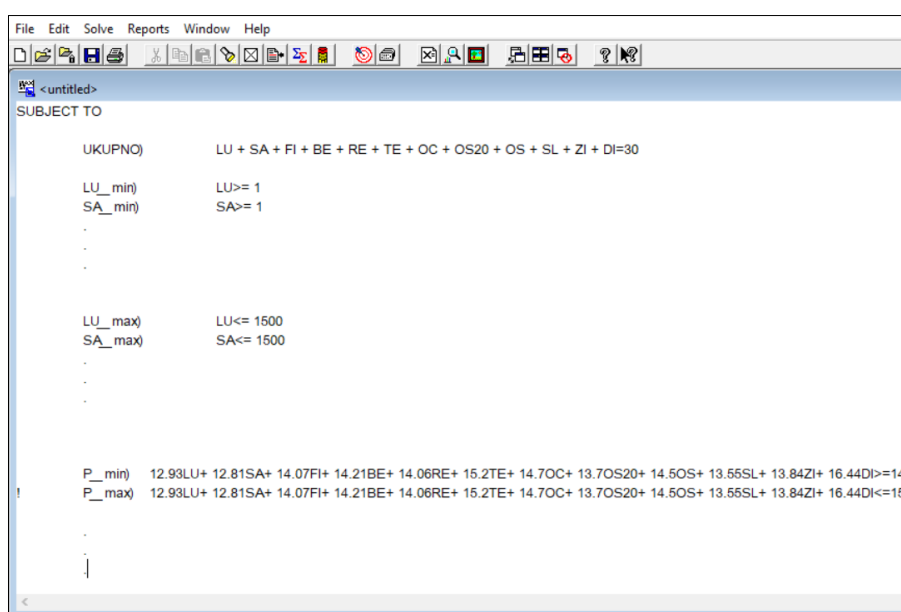 File Edit Solve Reports Window Help
<untitled>
SUBJECT TO
UKUPNO) LU + SA + FI + BE + RE + TE + OC + OS20 + OS + SL + ZI + DI=30
LU__min) LU>= 1
SA__min) SA>= 1
.
.
.
LU__max) LU<= 1500
SA__max) SA<= 1500
.
.
.
P__min) 12.93LU+ 12.81SA+ 14.07FI+ 14.21BE+ 14.06RE+ 15.2TE+ 14.7OC+ 13.7OS20+ 14.5OS+ 13.55SL+ 13.84ZI+ 16.44DI>=14
! P__max) 12.93LU+ 12.81SA+ 14.07FI+ 14.21BE+ 14.06RE+ 15.2TE+ 14.7OC+ 13.7OS20+ 14.5OS+ 13.55SL+ 13.84ZI+ 16.44DI<=15
.
.
.